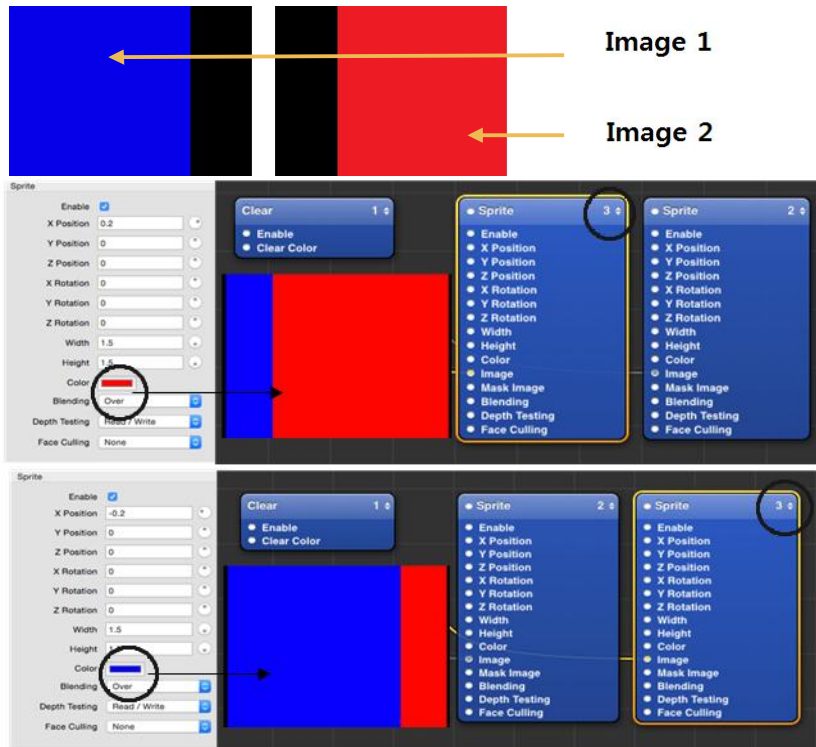 Image 1
Image 2
Sprite
Enable
X Position 0.2
Y Position 0
Z Position 0
X Rotation 0
Y Rotation 0
Z Rotation 0
Width 1.5
Height 1.5
Color
Blending Over
Depth Testing Read / Write
Face Culling None
Clear 1
Enable
Clear Color
Sprite 3
Enable
X Position
Y Position
Z Position
X Rotation
Y Rotation
Z Rotation
Width
Height
Color
Image
Mask Image
Blending
Depth Testing
Face Culling
Sprite 2
Enable
X Position
Y Position
Z Position
X Rotation
Y Rotation
Z Rotation
Width
Height
Color
Image
Mask Image
Blending
Depth Testing
Face Culling
Sprite
Enable
X Position -0.2
Y Position 0
Z Position 0
X Rotation 0
Y Rotation 0
Z Rotation 0
Width 1.5
Height
Color
Blending Over
Depth Testing Read / Write
Face Culling None
Clear 1
Enable
Clear Color
Sprite 2
Enable
X Position
Y Position
Z Position
X Rotation
Y Rotation
Z Rotation
Width
Height
Color
Image
Mask Image
Blending
Depth Testing
Face Culling
Sprite 3
Enable
X Position
Y Position
Z Position
X Rotation
Y Rotation
Z Rotation
Width
Height
Color
Image
Mask Image
Blending
Depth Testing
Face Culling